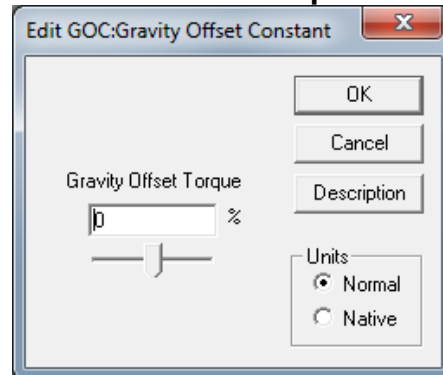 Edit GOC:Gravity Offset Constant
OK
Cancel
Gravity Offset Torque
Description
0 %
Units
Normal
Native